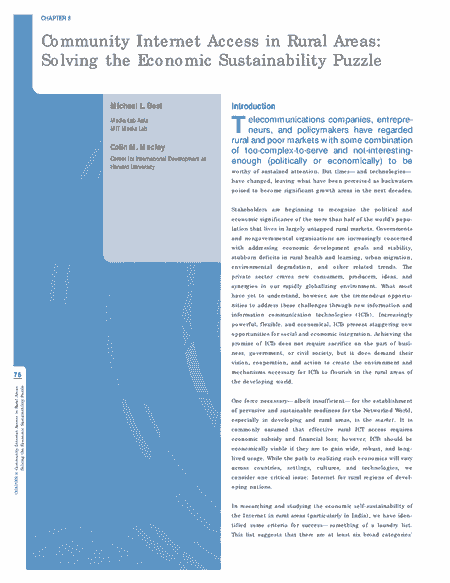 CHAPTER 8
Community Internet Access in Rural Areas:
Solving the Economic Sustainability Puzzle
Michael L. Best
Media Lab Asia
MIT Media Lab
Colin M. Maclay
Center for International Development at
Harvard University
Introduction
Telecommunications companies, entrepre-
neurs, and policymakers have regarded
rural and poor markets with some combination
of too-complex-to-serve and not-interesting-
enough (politically or economically) to be
worthy of sustained attention. But times—and technologies—
have changed, leaving what have been perceived as backwaters
poised to become significant growth areas in the next decades.
Stakeholders are beginning to recognize the political and
economic significance of the more than half of the world's popu-
lation that lives in largely untapped rural markets. Governments
and nongovernmental organizations are increasingly concerned
with addressing economic development goals and stability,
stubborn deficits in rural health and learning, urban migration,
environmental degradation, and other related trends. The
private sector craves new consumers, producers, ideas, and
synergies in our rapidly globalizing environment. What most
have yet to understand, however, are the tremendous opportu-
nities to address these challenges through new information and
information communication technologies (ICTs). Increasingly
powerful, flexible, and economical, ICTs present staggering new
opportunities for social and economic integration. Achieving the
promise of ICTs does not require sacrifice on the part of busi-
ness, government, or civil society, but it does demand their
vision, cooperation, and action to create the environment and
mechanisms necessary for ICTs to flourish in the rural areas of
the developing world.
One force necessary—albeit insufficient—for the establishment
of pervasive and sustainable readiness for the Networked World,
especially in developing and rural areas, is the market. It is
commonly assumed that effective rural ICT access requires
economic subsidy and financial loss; however, ICTs should be
economically viable if they are to gain wide, robust, and long-
lived usage. While the path to realizing such economics will vary
across countries, settings, cultures, and technologies, we
consider one critical issue: Internet for rural regions of devel-
oping nations.
In researching and studying the economic self-sustainability of
the Internet in rural areas (particularly in India), we have iden-
tified some criteria for success—something of a laundry list.
This list suggests that there are at least six broad categories
76
CHAPTER 8 Community Internet Access in Rural Areas:
Solving the Economic Sustainability Puzzle